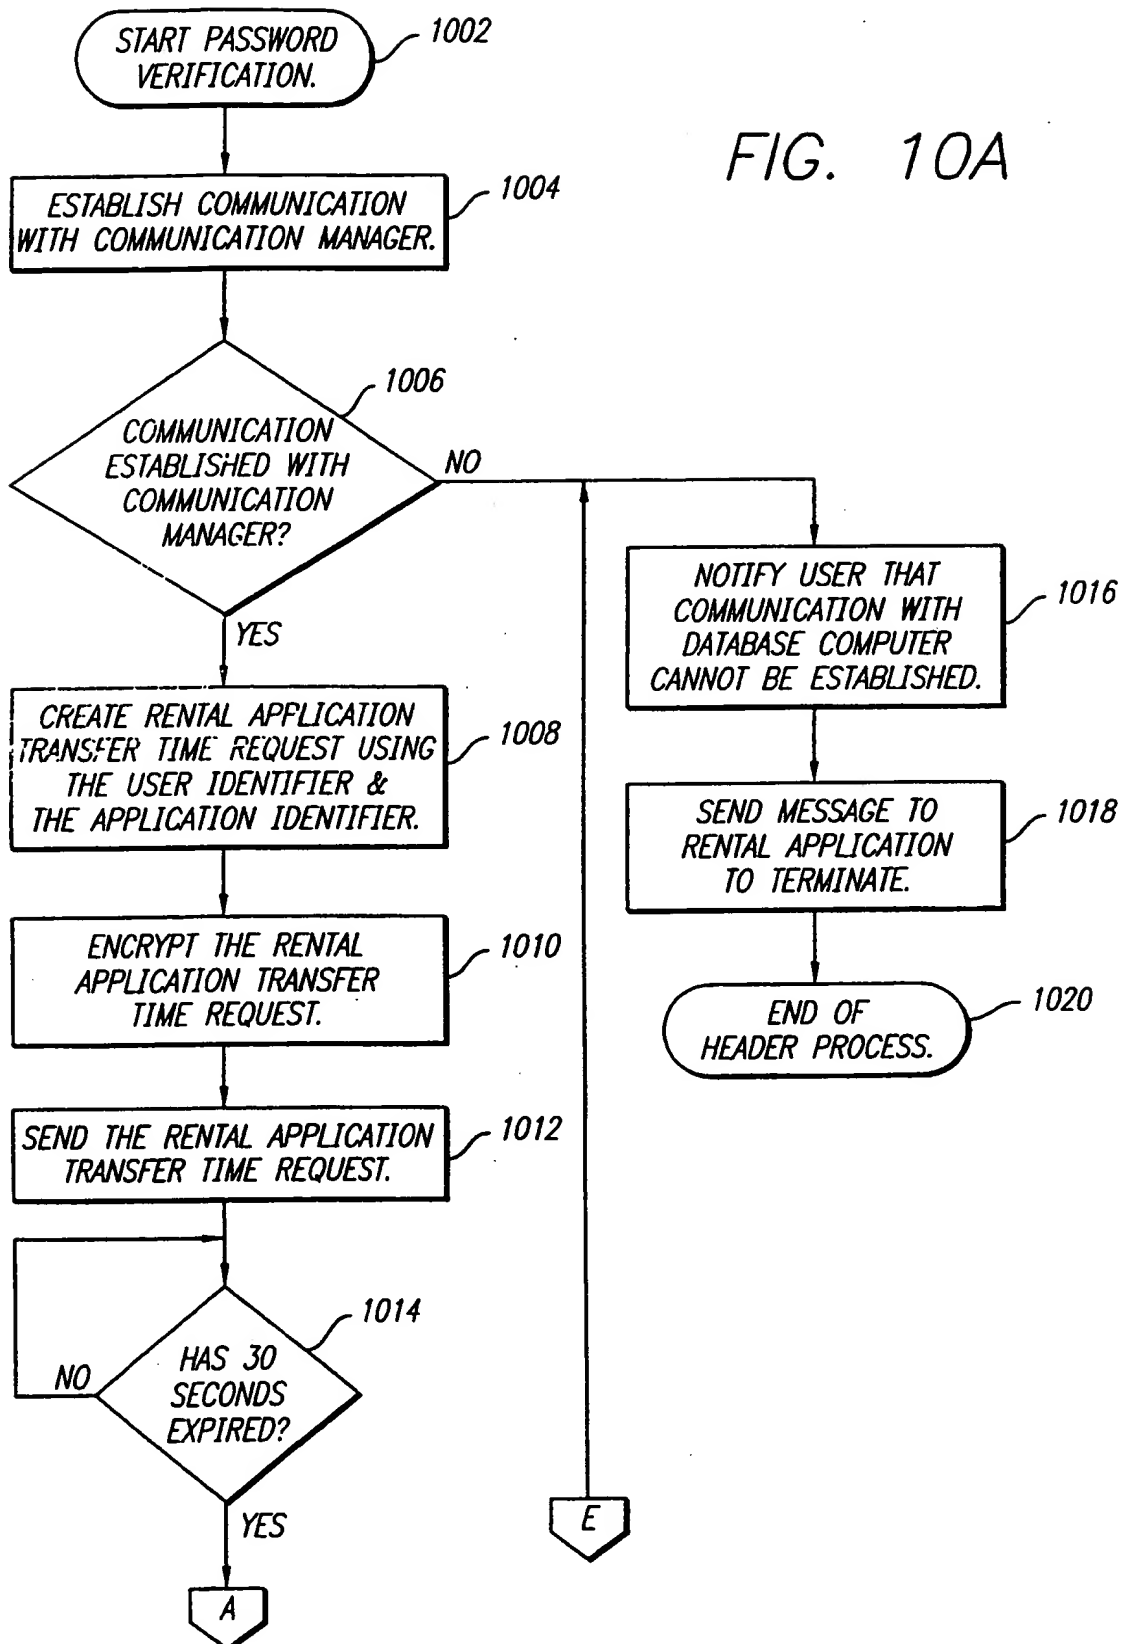 START PASSWORD
VERIFICATION.
1002
FIG. 10A
ESTABLISH COMMUNICATION
WITH COMMUNICATION MANAGER.
1004
COMMUNICATION
ESTABLISHED WITH
COMMUNICATION
MANAGER?
1006
NO
YES
CREATE RENTAL APPLICATION
TRANSFER TIME REQUEST USING
THE USER IDENTIFIER &
THE APPLICATION IDENTIFIER.
1008
ENCRYPT THE RENTAL
APPLICATION TRANSFER
TIME REQUEST.
1010
SEND THE RENTAL APPLICATION
TRANSFER TIME REQUEST.
1012
HAS 30
SECONDS
EXPIRED?
1014
NO
YES
A
NOTIFY USER THAT
COMMUNICATION WITH
DATABASE COMPUTER
CANNOT BE ESTABLISHED.
1016
SEND MESSAGE TO
RENTAL APPLICATION
TO TERMINATE.
1018
END OF
HEADER PROCESS.
1020
E